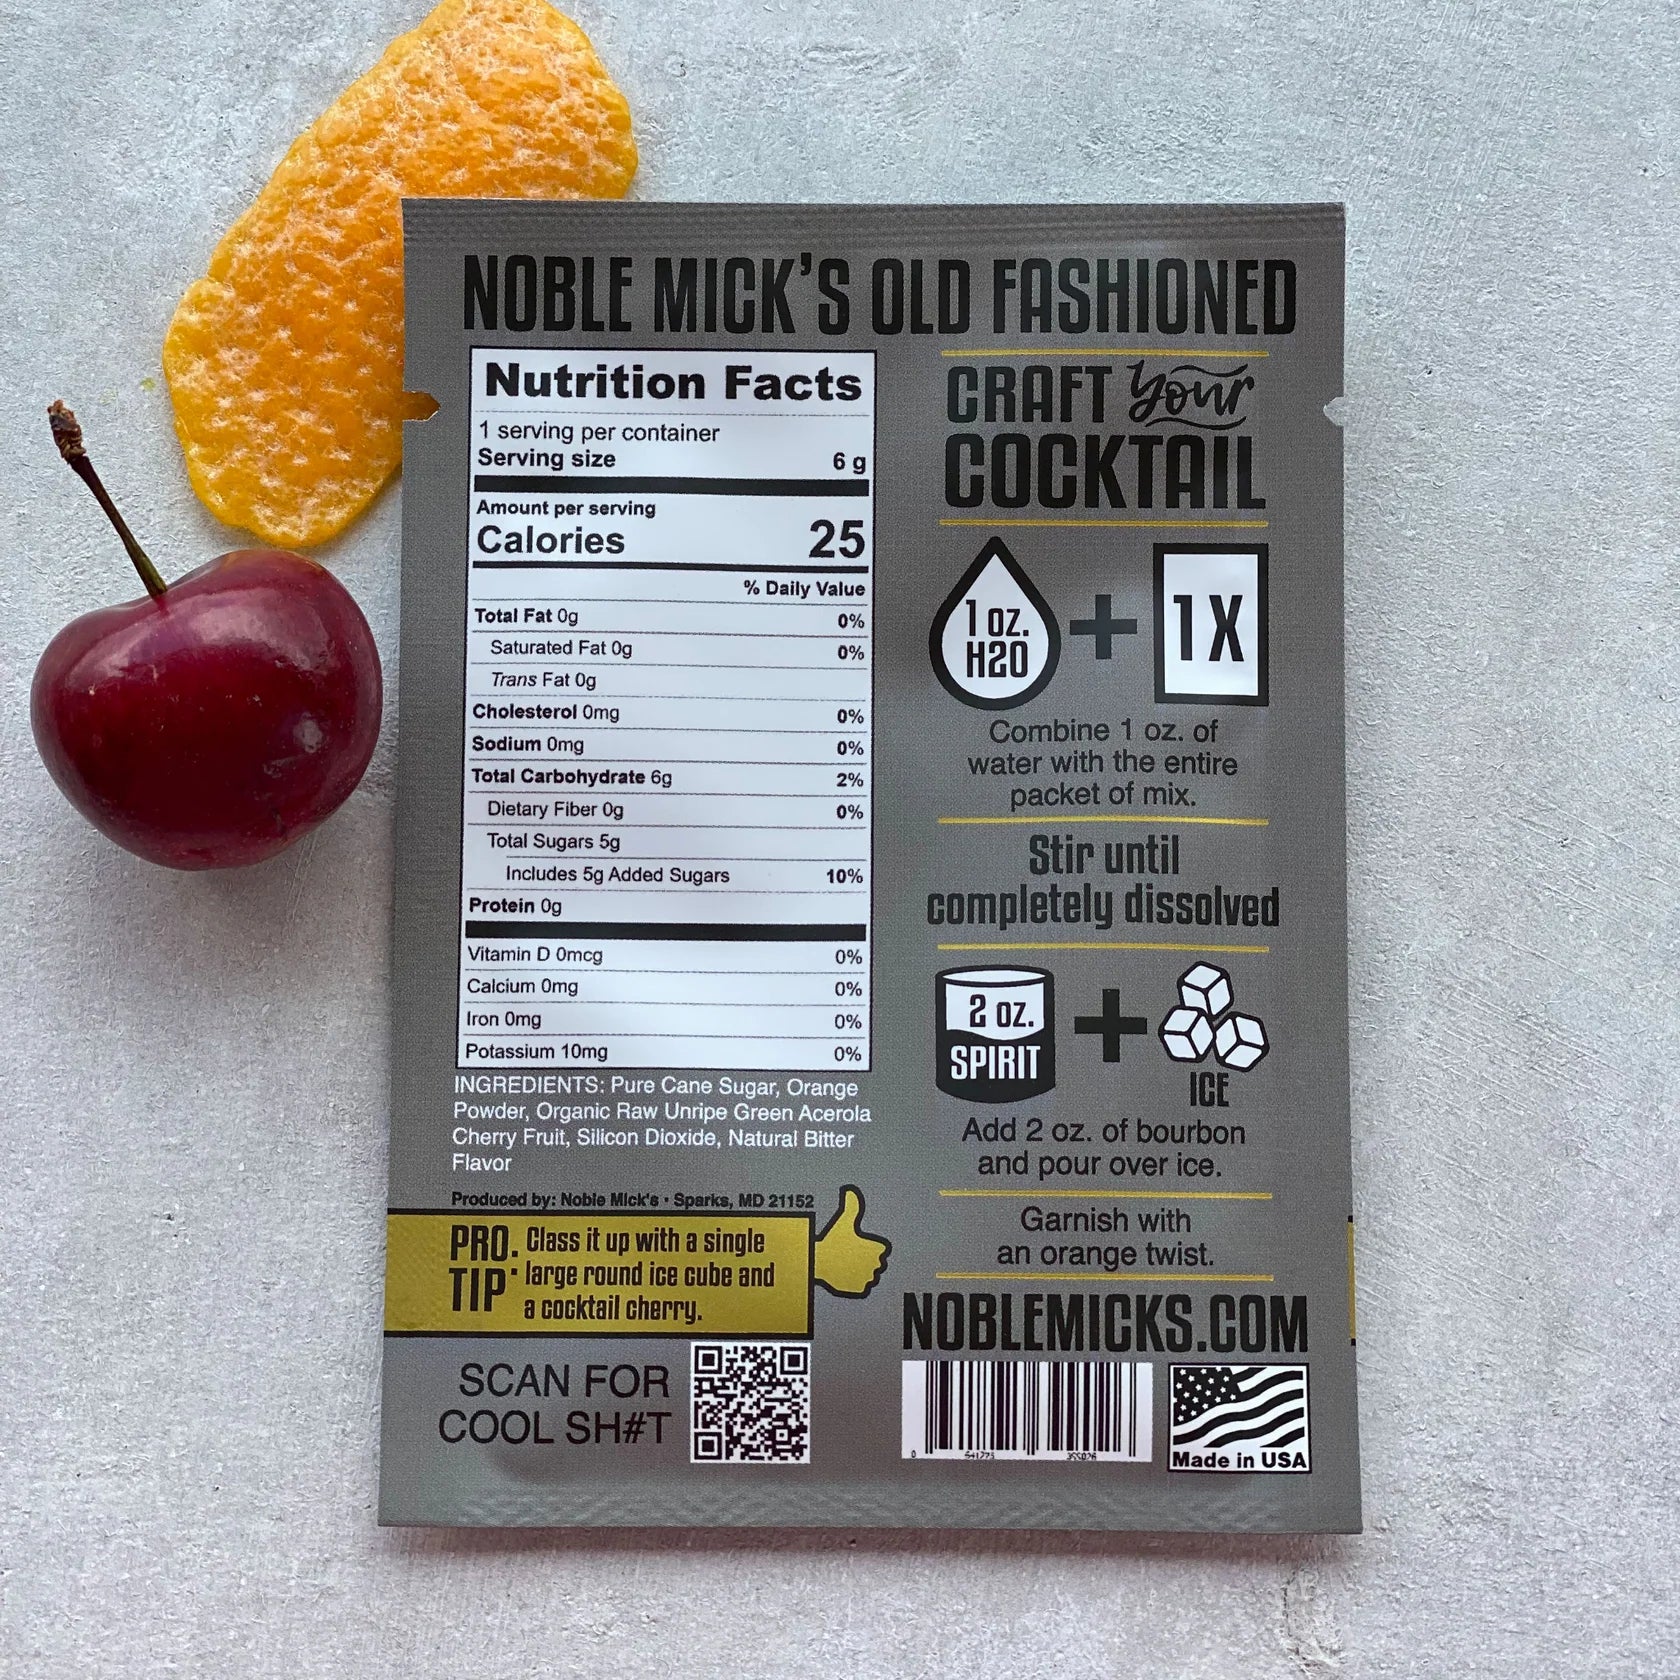 NOBLE MICK'S OLD FASHIONED
Nutrition Facts
1 serving per container
Serving size 6 g
Amount per serving
Calories 25
% Daily Value
Total Fat 0g 0%
Saturated Fat 0g 0%
Trans Fat 0g
Cholesterol 0mg 0%
Sodium 0mg 0%
Total Carbohydrate 6g 2%
Dietary Fiber 0g 0%
Total Sugars 5g
Includes 5g Added Sugars 10%
Protein 0g
Vitamin D 0mcg 0%
Calcium 0mg 0%
Iron 0mg 0%
Potassium 10mg 0%
INGREDIENTS: Pure Cane Sugar, Orange
Powder, Organic Raw Unripe Green Acerola
Cherry Fruit, Silicon Dioxide, Natural Bitter
Flavor
Produced by: Noble Mick's • Sparks, MD 21152
PRO. TIP.
Class it up with a single
large round ice cube and
a cocktail cherry.
SCAN FOR
COOL SH#T
CRAFT your
COCKTAIL
1 oz.
H2O
+
1X
Combine 1 oz. of
water with the entire
packet of mix.
Stir until
completely dissolved
2 oz.
SPIRIT
+
ICE
Add 2 oz. of bourbon
and pour over ice.
Garnish with
an orange twist.
NOBLEMICKS.COM
Made in USA